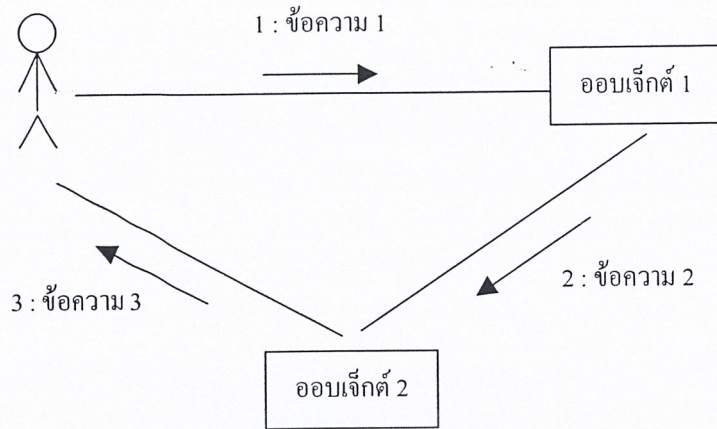 1 : ข้อความ 1
ออบเจ็กต์ 1
2 : ข้อความ 2
3 : ข้อความ 3
ออบเจ็กต์ 2